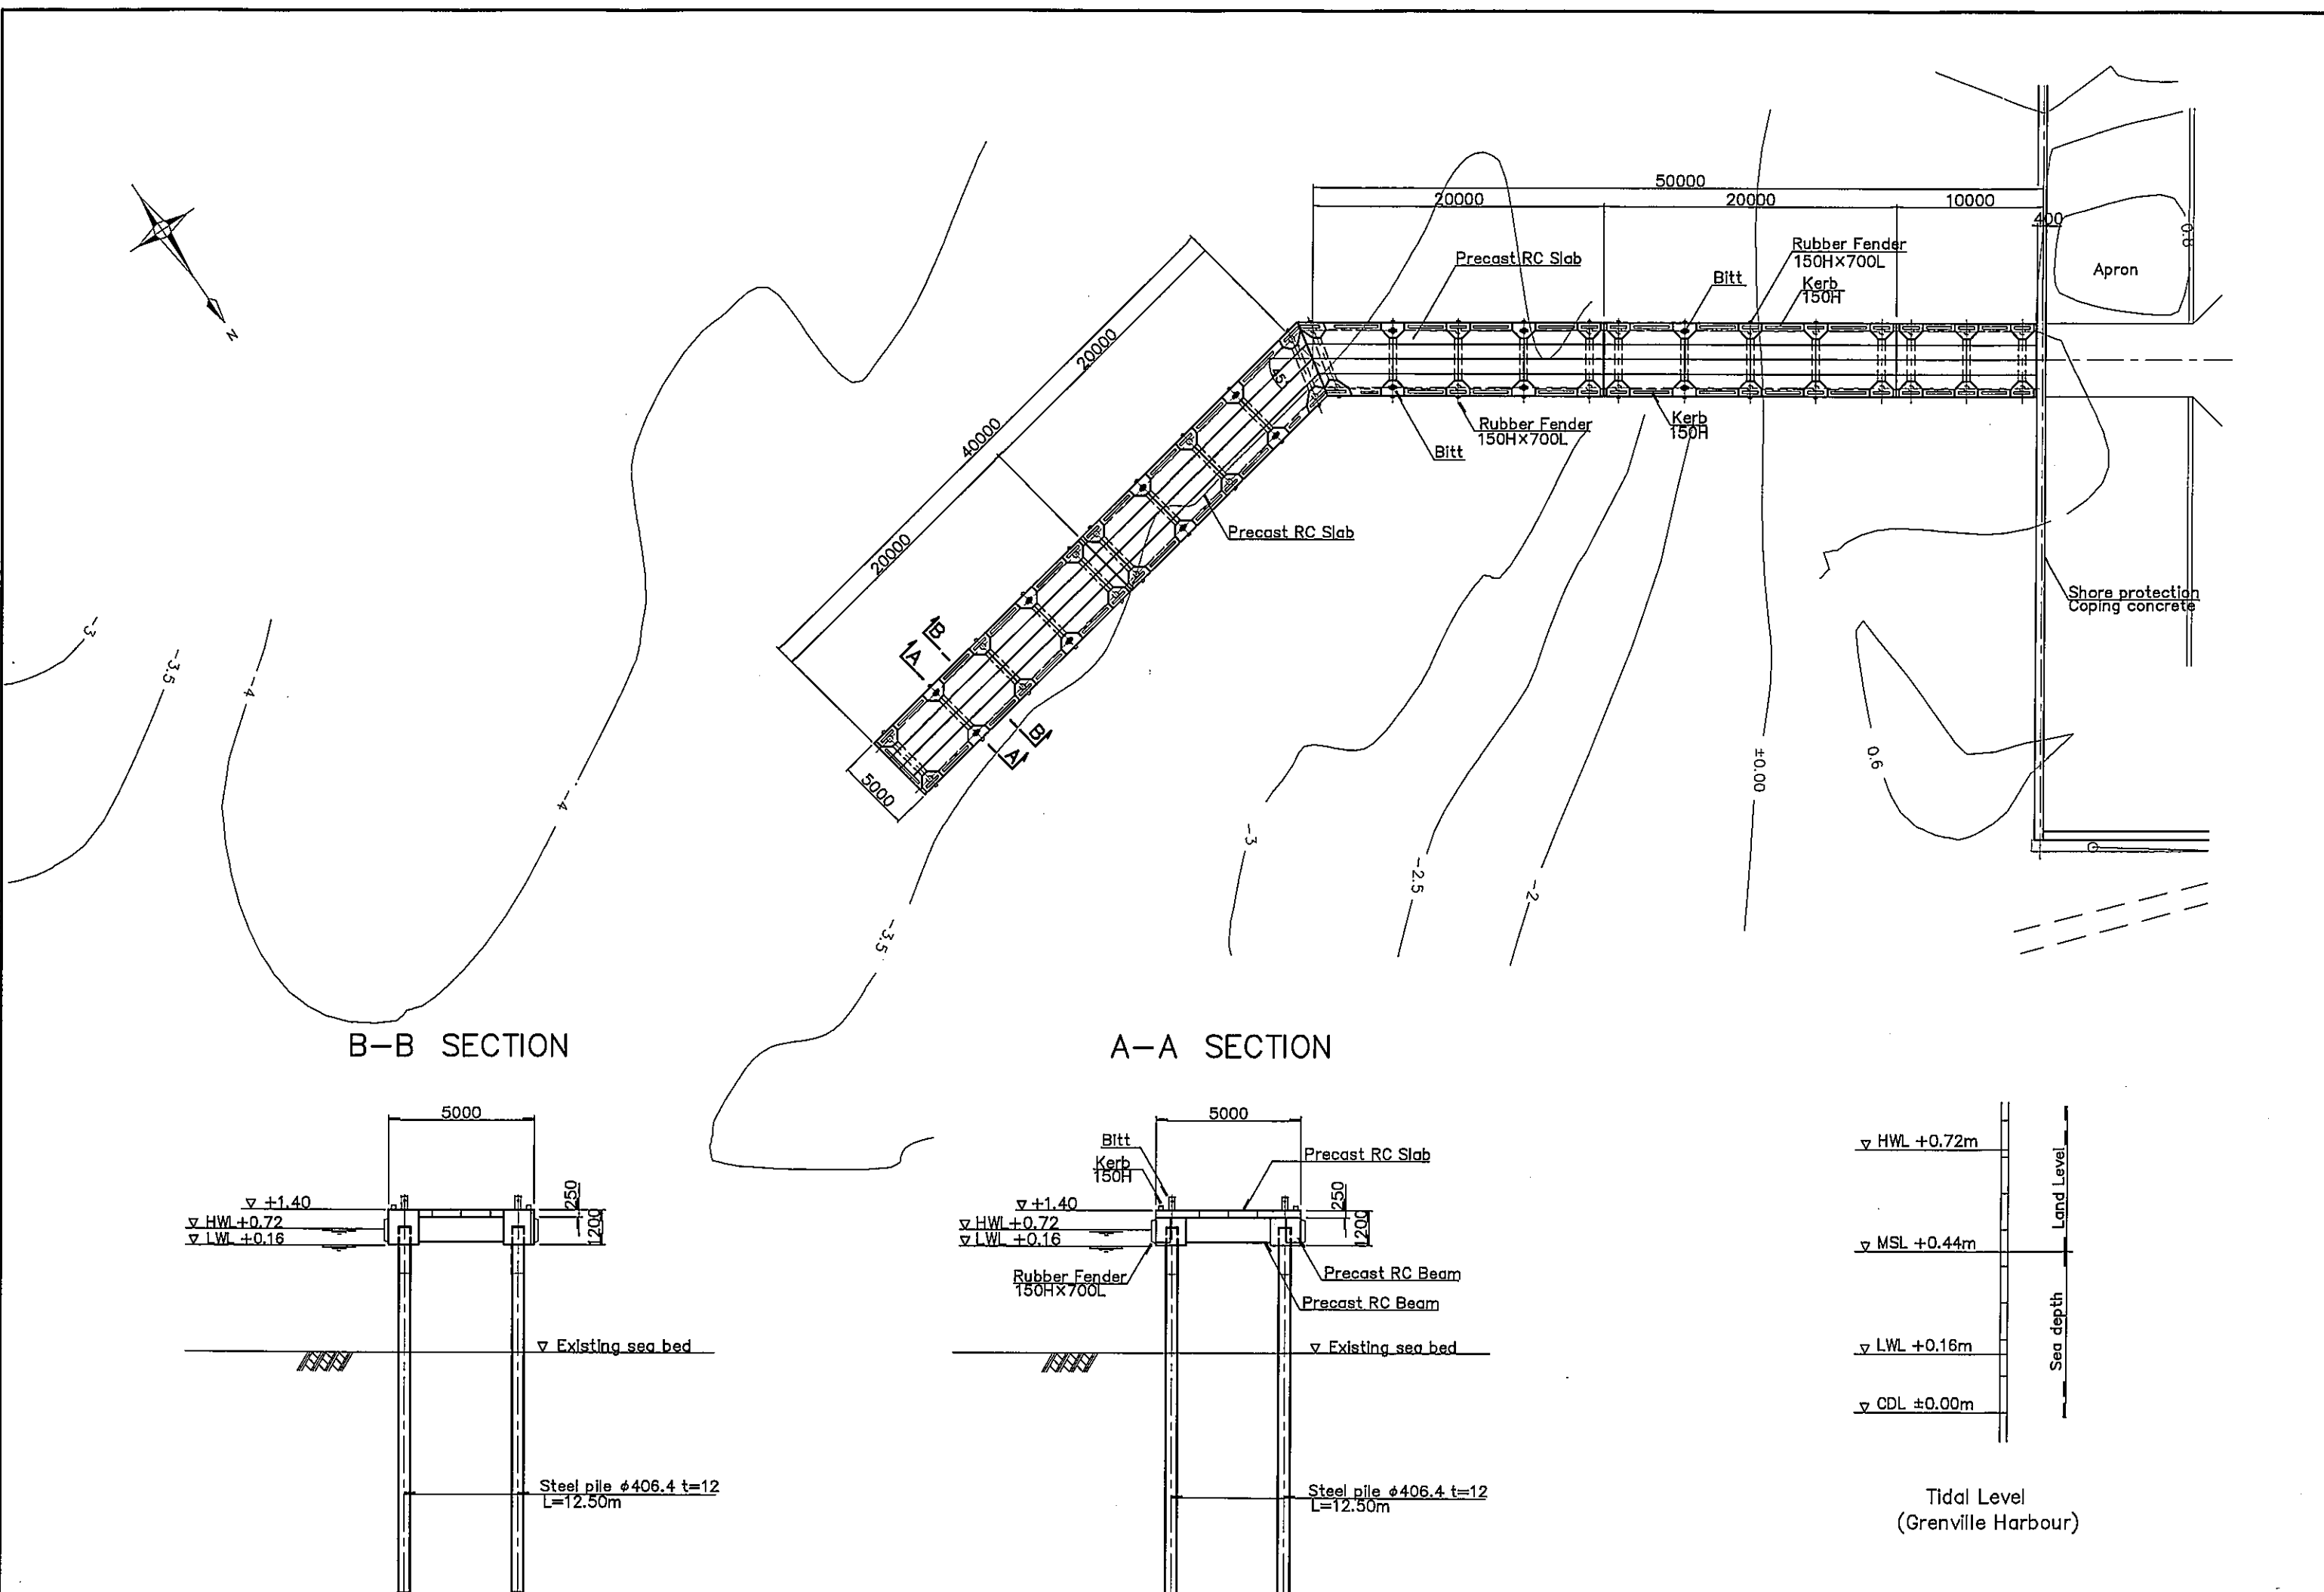 50000
20000
20000
10000
400
0.8
Apron
Rubber Fender
150H×700L
Kerb
150H
Bitt
Precast RC Slab
N
20000
40000
20000
45
Rubber Fender
150H×700L
Bitt
Kerb
150H
Precast RC Slab
Shore protection
Coping concrete
B
A
B
A
5000
-3
-3.5
-4
-4
-3.5
-3
-2.5
-2
±0.00
0.6
B-B SECTION
5000
▽ +1.40
▽ HWL+0.72
▽ LWL +0.16
250
1200
▽ Existing sea bed
Steel pile φ406.4 t=12
L=12.50m
A-A SECTION
5000
Bitt
Kerb
150H
Precast RC Slab
▽ +1.40
▽ HWL+0.72
▽ LWL +0.16
250
1200
Rubber Fender
150H×700L
Precast RC Beam
Precast RC Beam
▽ Existing sea bed
Steel pile φ406.4 t=12
L=12.50m
▽ HWL +0.72m
▽ MSL +0.44m
▽ LWL +0.16m
▽ CDL ±0.00m
Land Level
Sea depth
Tidal Level
(Grenville Harbour)